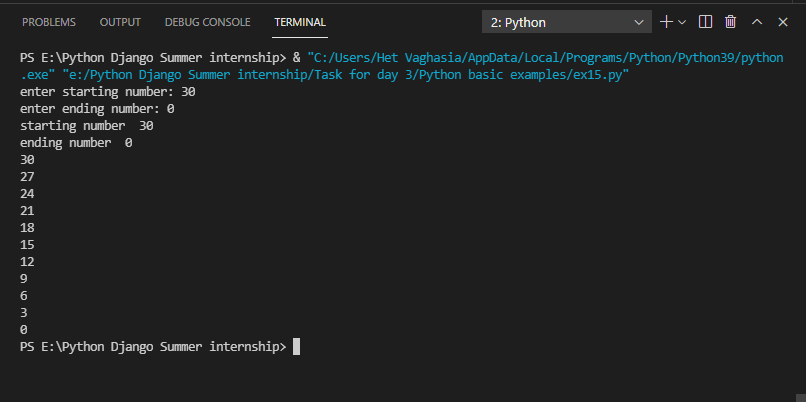 PROBLEMS OUTPUT DEBUG CONSOLE TERMINAL 2: Python
PS E:\Python Django Summer internship> & "C:/Users/Het Vaghasia/AppData/Local/Programs/Python/Python39/python
.exe" "e:/Python Django Summer internship/Task for day 3/Python basic examples/ex15.py"
enter starting number: 30
enter ending number: 0
starting number  30
ending number  0
30
27
24
21
18
15
12
9
6
3
0
PS E:\Python Django Summer internship>